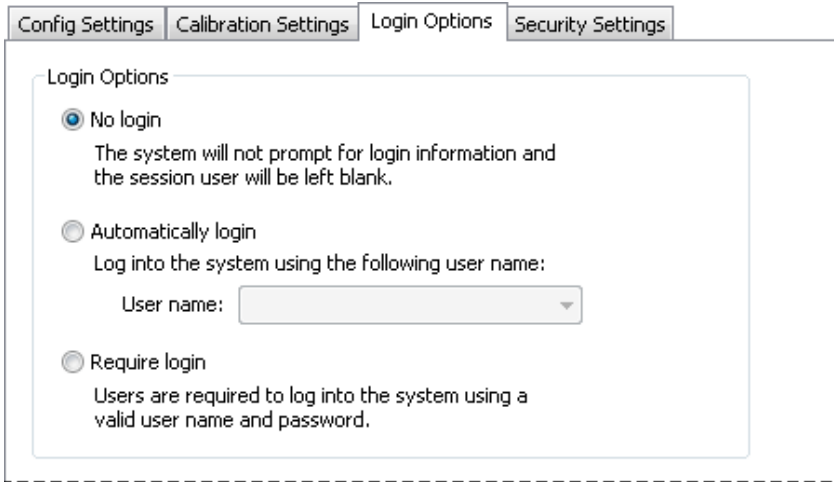 Config Settings Calibration Settings Login Options Security Settings
Login Options
No login
The system will not prompt for login information and
the session user will be left blank.
Automatically login
Log into the system using the following user name:
User name:
Require login
Users are required to log into the system using a
valid user name and password.